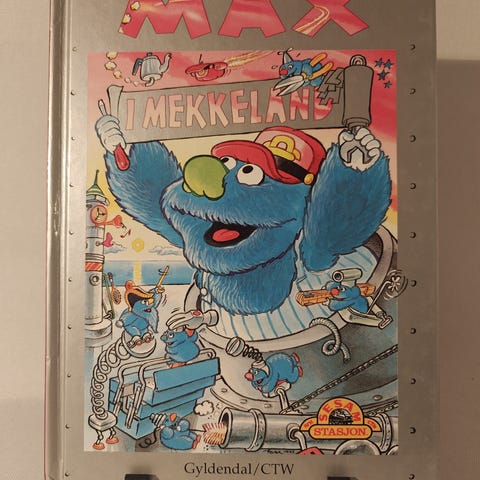 MAX
I MEKKELAND
SESAM
STASJON
Gyldendal/CTW